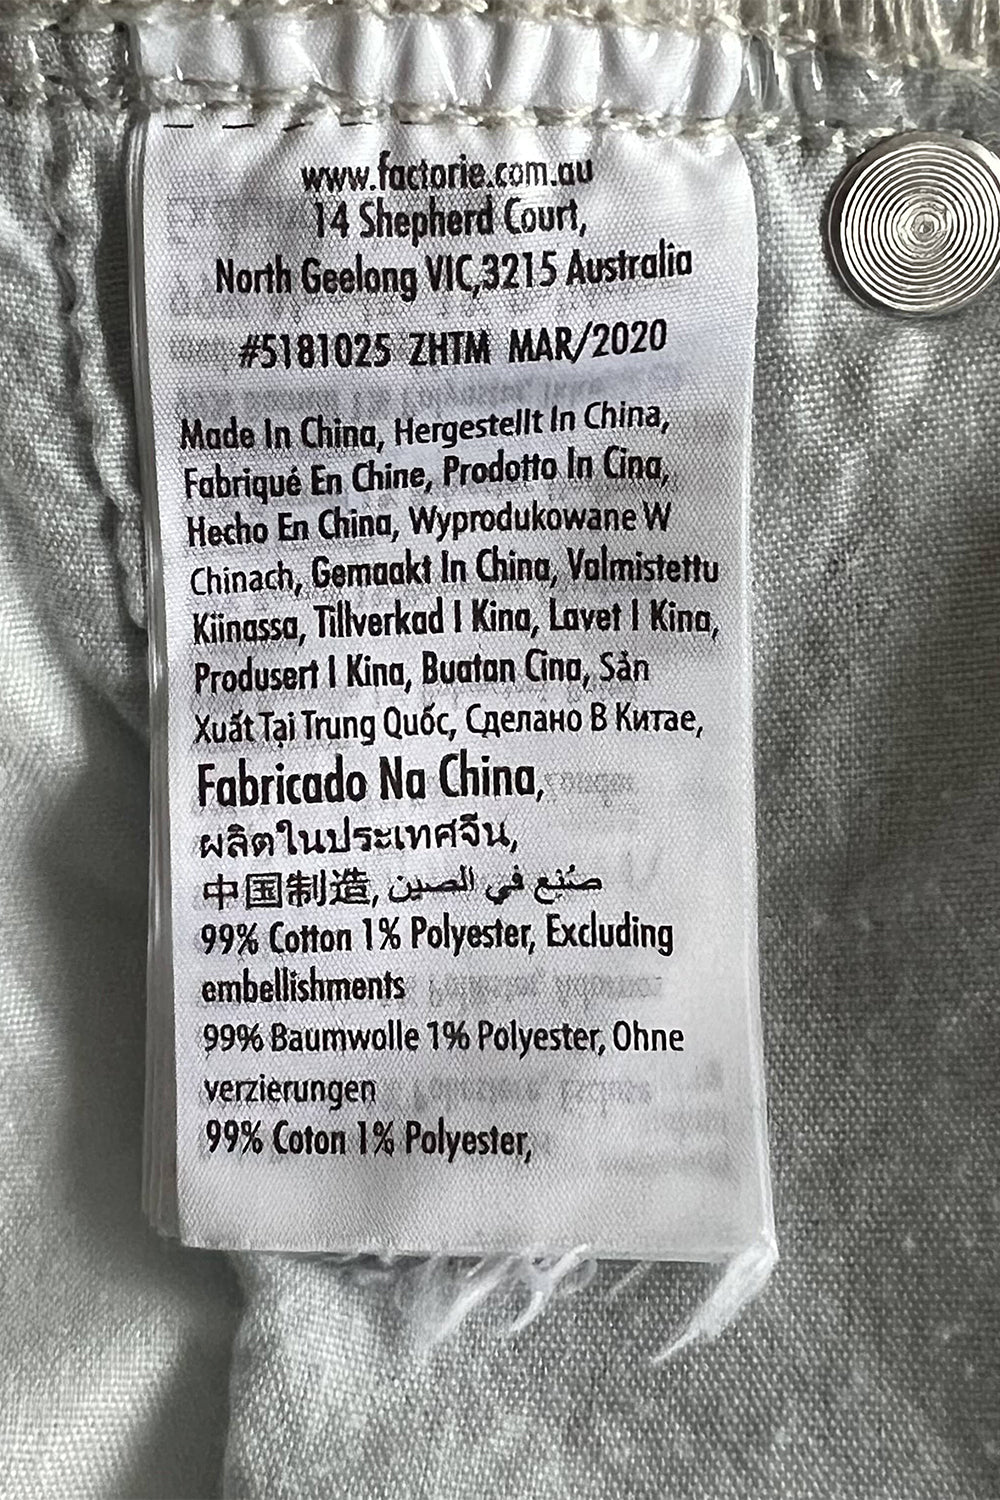 www.factorie.com.au
14 Shepherd Court,
North Geelong VIC,3215 Australia
#5181025 ZHTM MAR/2020
Made In China, Hergestellt In China,
Fabriqué En Chine, Prodotto In Cina,
Hecho En China, Wyprodukowane W
Chinach, Gemaakt In China, Valmistettu
Kiinassa, Tillverkad I Kina, Lavet I Kina,
Produsert I Kina, Buatan Cina, Sản
Xuất Tại Trung Quốc, Сделано В Китае,
Fabricado Na China,
ผลิตในประเทศจีน,
中国制造, صُنع في الصين
99% Cotton 1% Polyester, Excluding
embellishments
99% Baumwolle 1% Polyester, Ohne
verzierungen
99% Coton 1% Polyester,